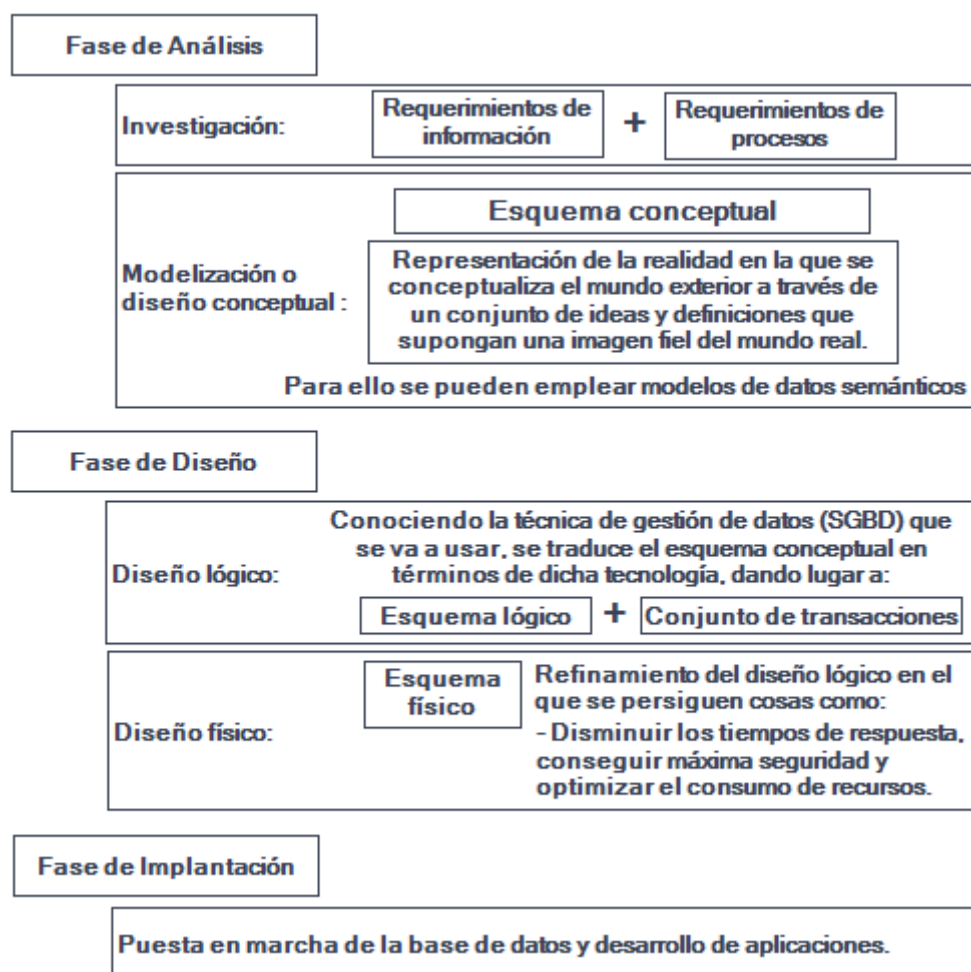 Fase de Análisis
Investigación:
Requerimientos de
información
+
Requerimientos de
procesos
Esquema conceptual
Modelización o
diseño conceptual :
Representación de la realidad en la que se
conceptualiza el mundo exterior a través de
un conjunto de ideas y definiciones que
supongan una imagen fiel del mundo real.
Para ello se pueden emplear modelos de datos semánticos
Fase de Diseño
Diseño lógico:
Conociendo la técnica de gestión de datos (SGBD) que
se va a usar, se traduce el esquema conceptual en
términos de dicha tecnología, dando lugar a:
Esquema lógico + Conjunto de transacciones
Diseño físico:
Esquema
físico
Refinamiento del diseño lógico en el
que se persiguen cosas como:
- Disminuir los tiempos de respuesta,
conseguir máxima seguridad y
optimizar el consumo de recursos.
Fase de Implantación
Puesta en marcha de la base de datos y desarrollo de aplicaciones.